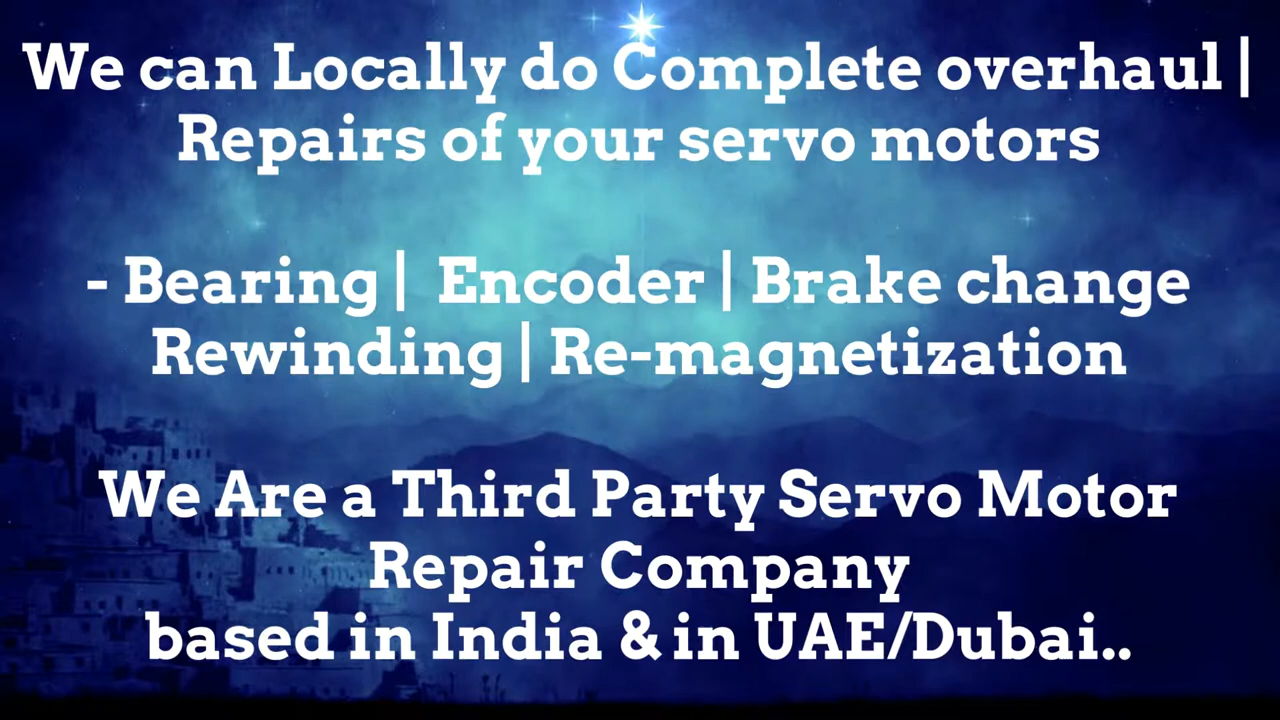 We can Locally do Complete overhaul |
Repairs of your servo motors
- Bearing | Encoder | Brake change
Rewinding | Re-magnetization
We Are a Third Party Servo Motor
Repair Company
based in India & in UAE/Dubai..